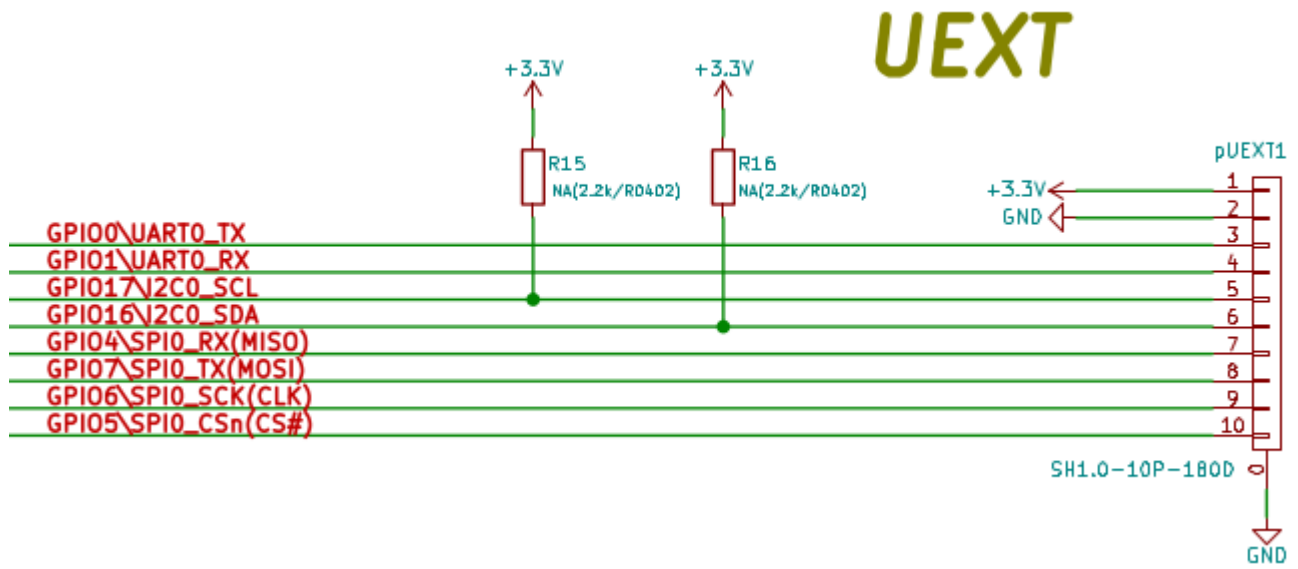 UEXT
+3.3V
+3.3V
R15
NA(2.2k/R0402)
R16
NA(2.2k/R0402)
pUEXT1
+3.3V
1
GND
2
GPIO0\UART0_TX
3
GPIO1\UART0_RX
4
GPIO17\I2C0_SCL
5
GPIO16\I2C0_SDA
6
GPIO4\SPI0_RX(MISO)
7
GPIO7\SPI0_TX(MOSI)
8
GPIO6\SPI0_SCK(CLK)
9
GPIO5\SPI0_CSn(CS#)
10
SH1.0-10P-180D
0
GND